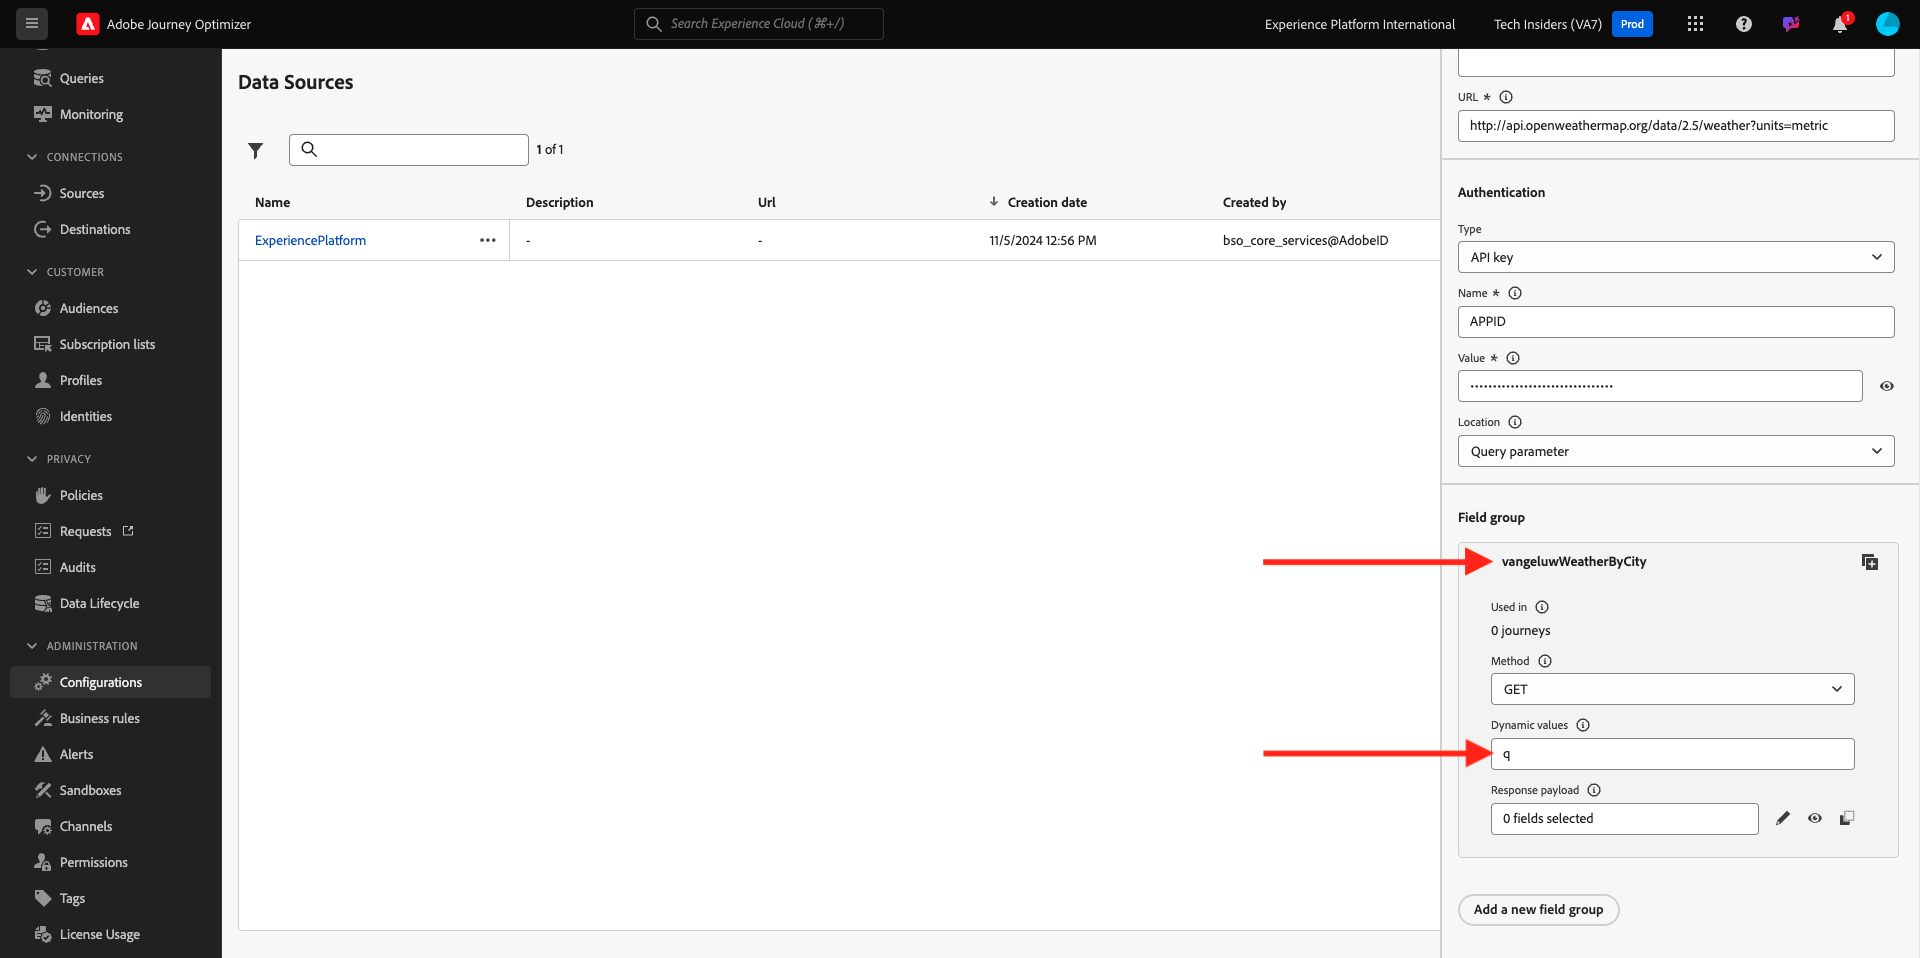 Adobe Journey Optimizer
Search Experience Cloud (⌘+/)
Experience Platform International
Tech Insiders (VA7)
Prod
1
Queries
Monitoring
CONNECTIONS
Sources
Destinations
CUSTOMER
Audiences
Subscription lists
Profiles
Identities
PRIVACY
Policies
Requests
Audits
Data Lifecycle
ADMINISTRATION
Configurations
Business rules
Alerts
Sandboxes
Channels
Permissions
Tags
License Usage
Data Sources
1 of 1
Name Description Url Creation date Created by
ExperiencePlatform - - 11/5/2024 12:56 PM bso_core_services@AdobeID
URL *
http://api.openweathermap.org/data/2.5/weather?units=metric
Authentication
Type
API key
Name *
APPID
Value *
••••••••••••••••••••••••••••••••
Location
Query parameter
Field group
vangeluwWeatherByCity
Used in
0 journeys
Method
GET
Dynamic values
q
Response payload
0 fields selected
Add a new field group